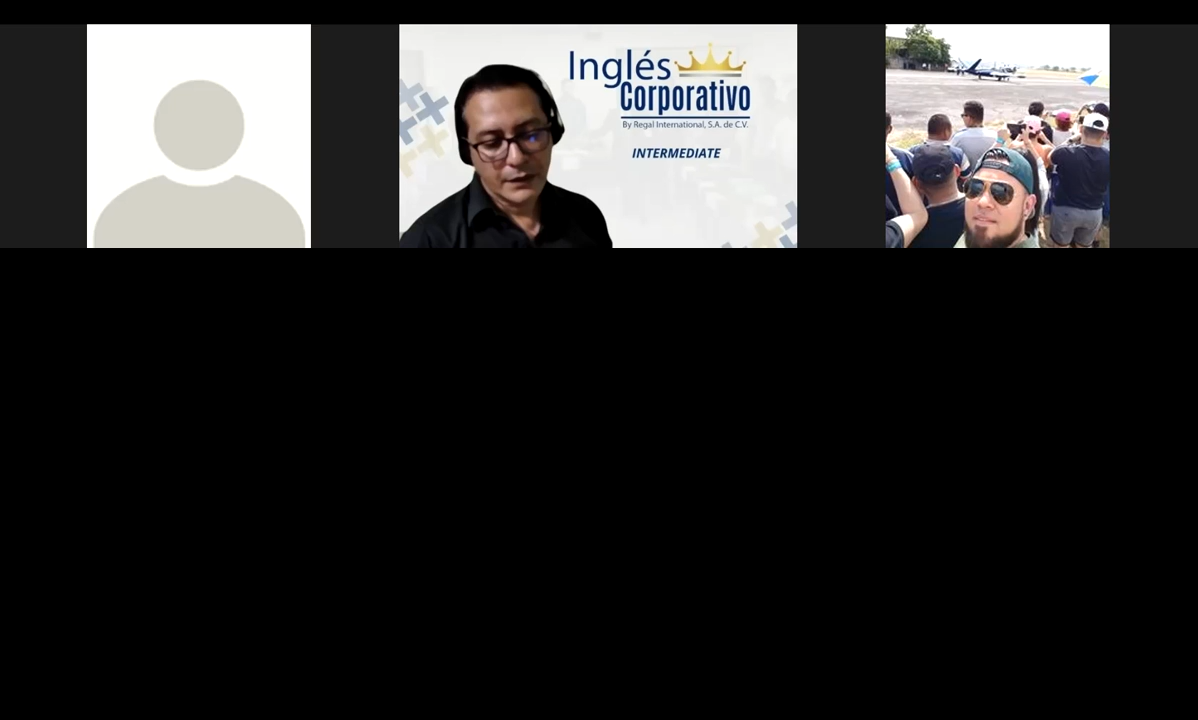 Inglés
Corporativo
By Regal International, S.A. de C.V.
INTERMEDIATE